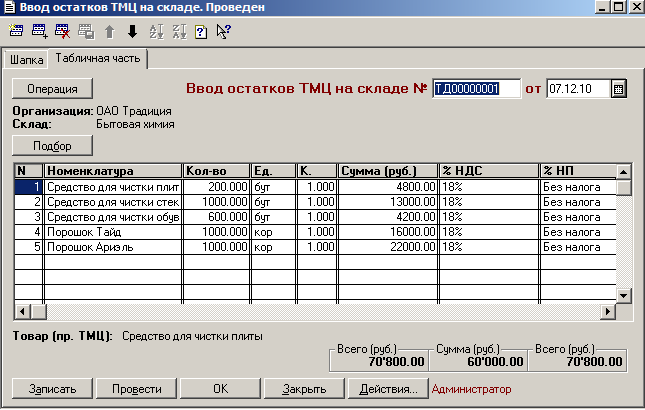 Ввод остатков ТМЦ на складе. Проведен
Шапка Табличная часть
Операция Ввод остатков ТМЦ на складе № ТД00000001 от 07.12.10
Организация: ОАО Традиция
Склад: Бытовая химия
Подбор
N Номенклатура Кол-во Ед. К. Сумма (руб.) % НДС % НП
1 Средство для чистки плит 200.000 бут 1.000 4800.00 18% Без налога
2 Средство для чистки стек 1000.000 бут 1.000 13000.00 18% Без налога
3 Средство для чистки обув 600.000 бут 1.000 4200.00 18% Без налога
4 Порошок Тайд 1000.000 кор 1.000 16000.00 18% Без налога
5 Порошок Ариэль 1000.000 кор 1.000 22000.00 18% Без налога
Товар (пр. ТМЦ): Средство для чистки плиты
Всего (руб.) Сумма (руб.) Всего (руб.)
70'800.00 60'000.00 70'800.00
Записать Провести OK Закрыть Действия... Администратор